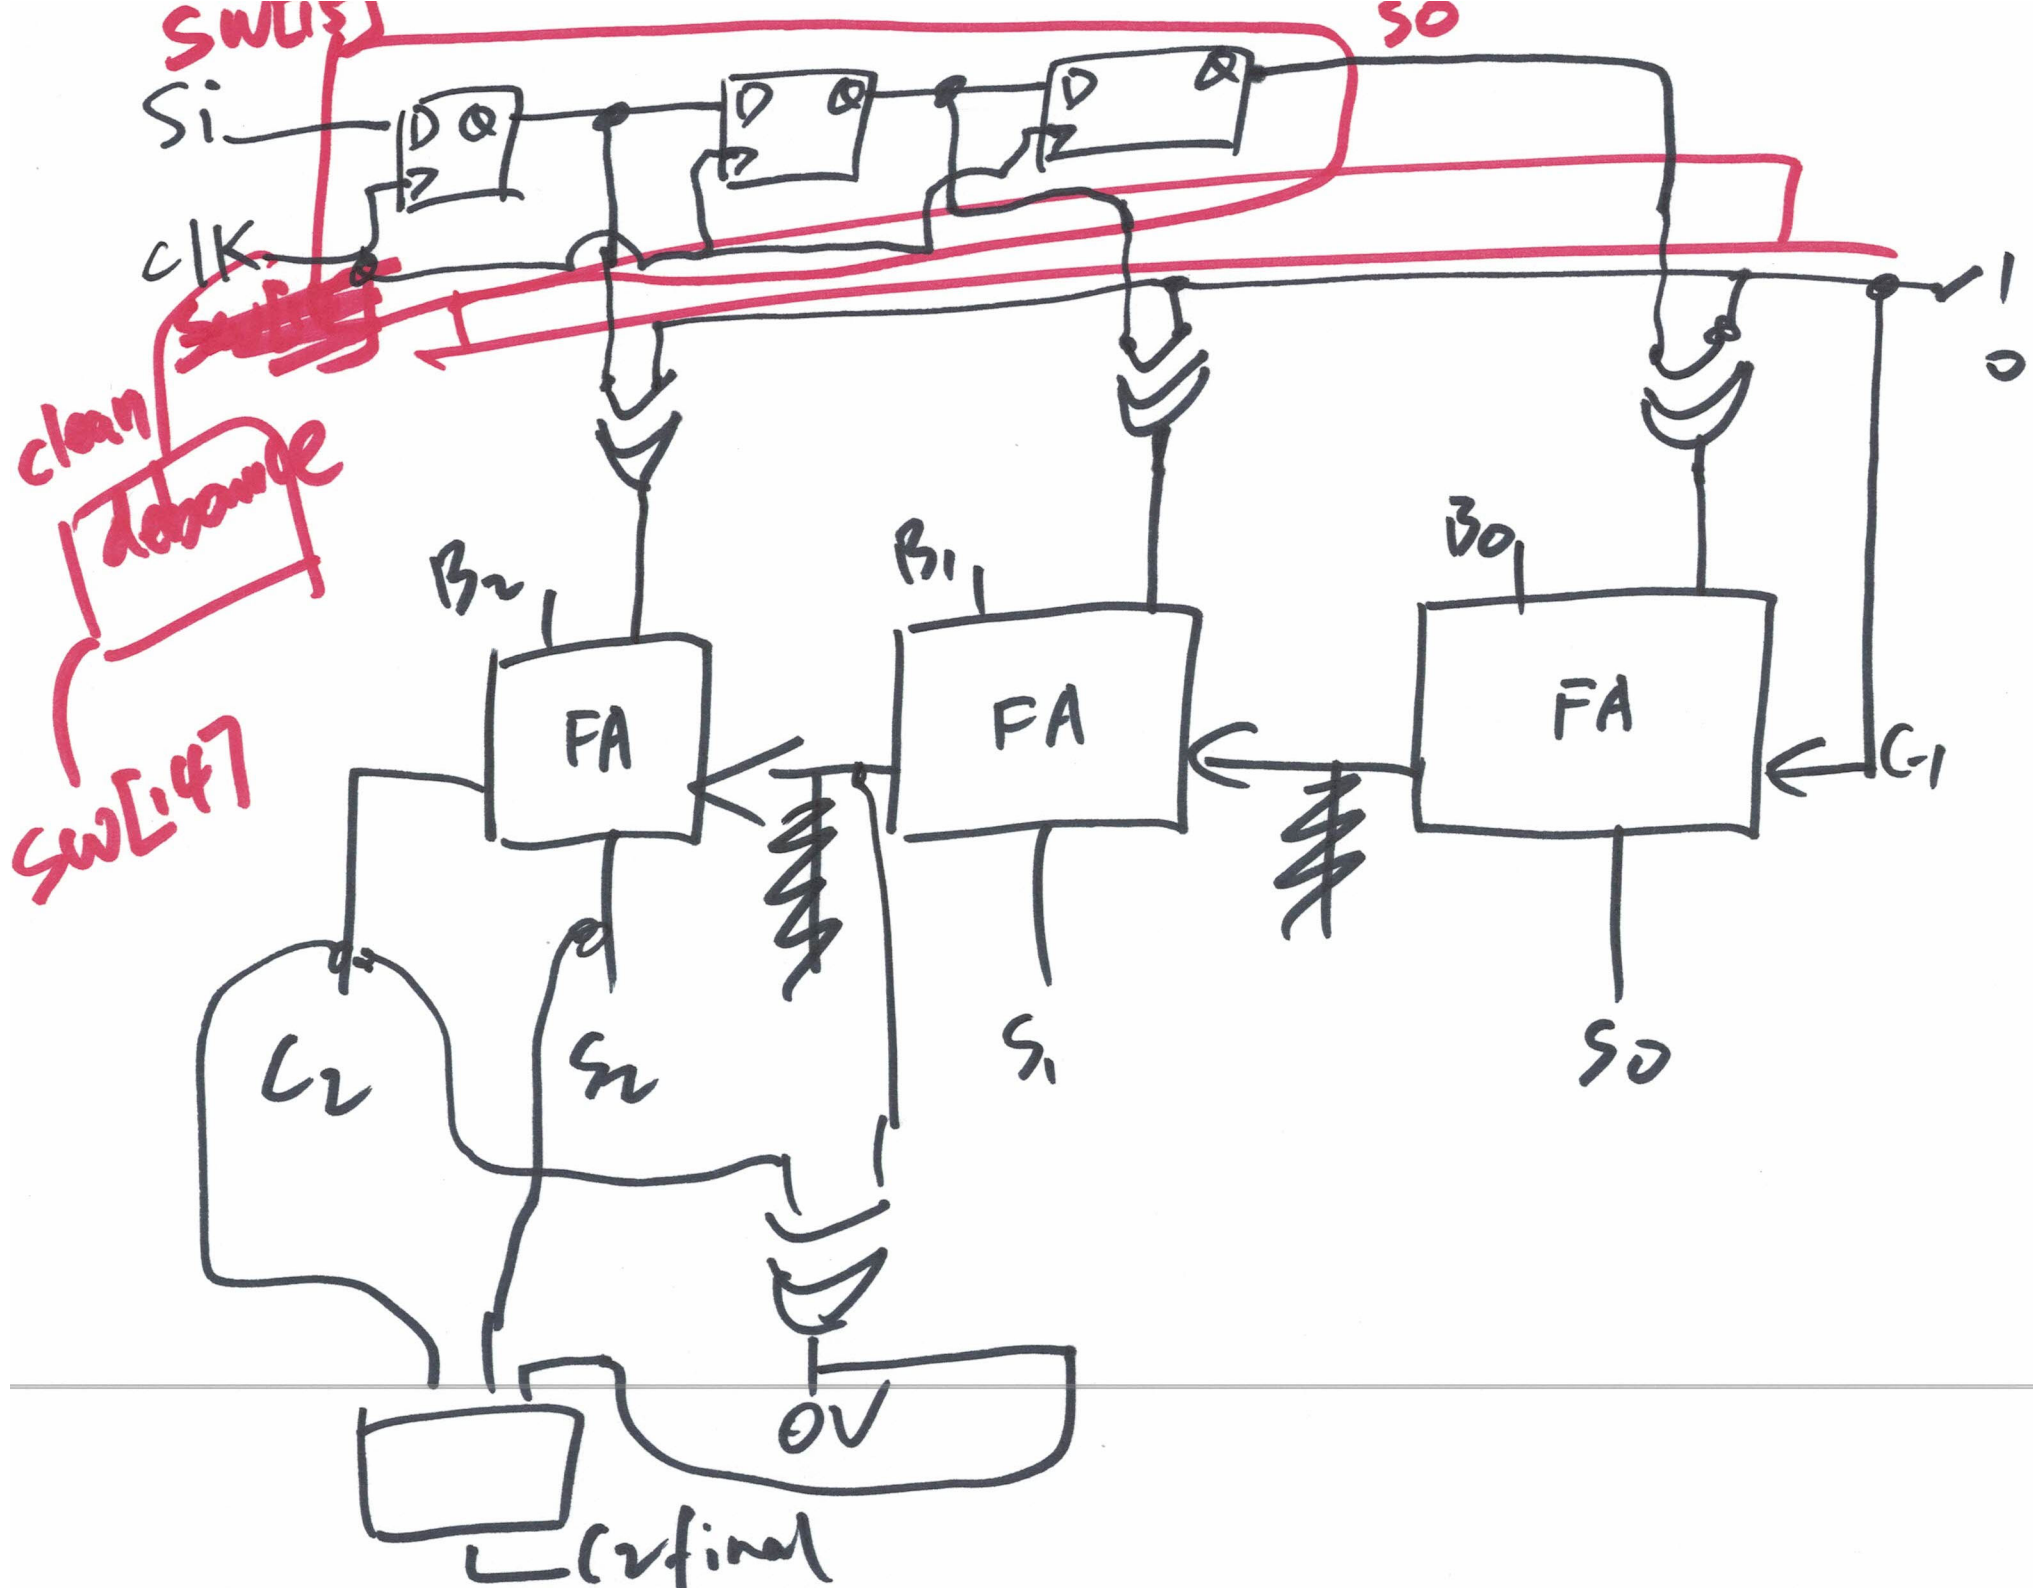 SW[15]
SO
Si
D Q
D Q
D Q
clk
1
0
clean
debounce
B2
B1
B0
FA
FA
FA
C-1
SW[14]
C2
S2
S1
S0
OV
C2final